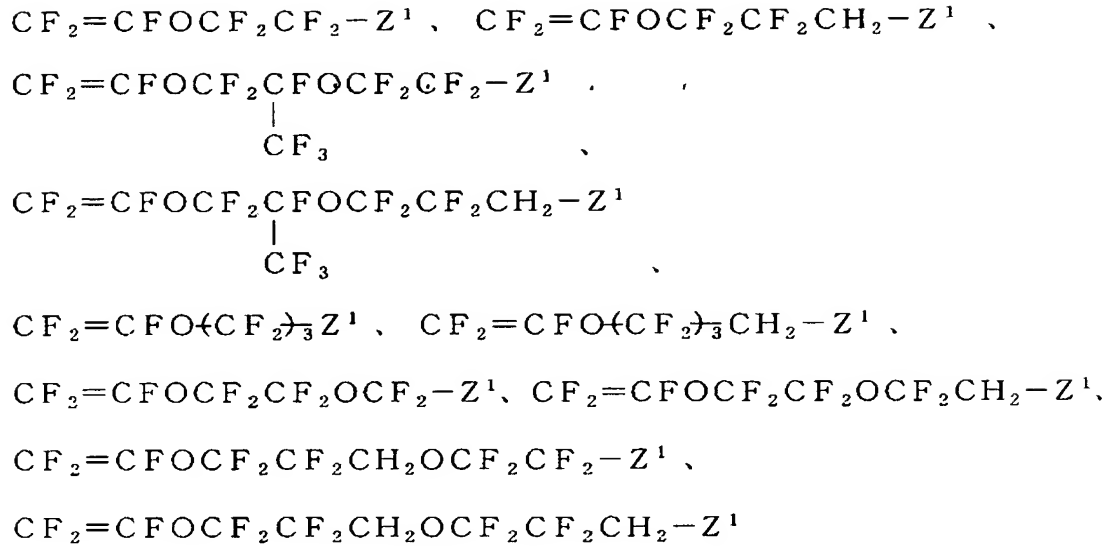 CF₂=CFOCF₂CF₂−Z¹、 CF₂=CFOCF₂CF₂CH₂−Z¹ 、
CF₂=CFOCF₂CFOCF₂CF₂−Z¹
|
CF₃ 、
CF₂=CFOCF₂CFOCF₂CF₂CH₂−Z¹
|
CF₃ 、
CF₂=CFO(CF₂)₃Z¹、 CF₂=CFO(CF₂)₃CH₂−Z¹、
CF₂=CFOCF₂CF₂OCF₂−Z¹、 CF₂=CFOCF₂CF₂OCF₂CH₂−Z¹、
CF₂=CFOCF₂CF₂CH₂OCF₂CF₂−Z¹、
CF₂=CFOCF₂CF₂CH₂OCF₂CF₂CH₂−Z¹